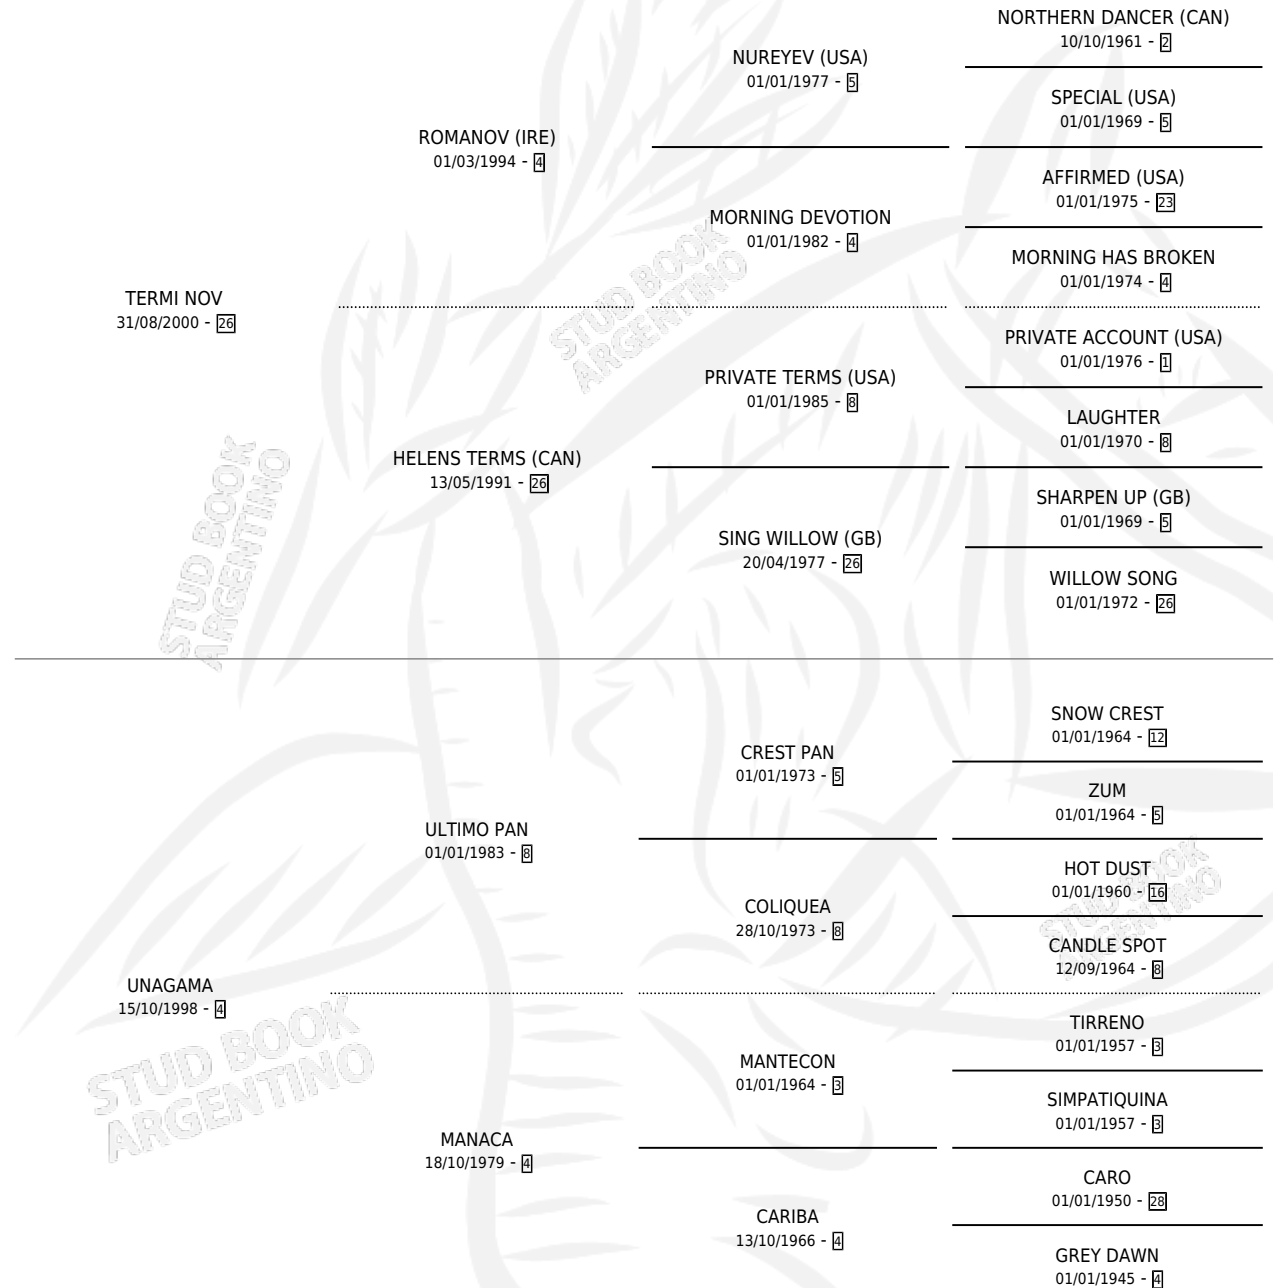 NORTHERN DANCER (CAN)
10/10/1961 - 2
NUREYEV (USA)
01/01/1977 - 5
SPECIAL (USA)
01/01/1969 - 5
ROMANOV (IRE)
01/03/1994 - 4
AFFIRMED (USA)
01/01/1975 - 23
MORNING DEVOTION
01/01/1982 - 4
MORNING HAS BROKEN
01/01/1974 - 4
TERMI NOV
31/08/2000 - 26
STUD BOOK
ARGENTINO
PRIVATE ACCOUNT (USA)
01/01/1976 - 1
PRIVATE TERMS (USA)
01/01/1985 - 8
LAUGHTER
01/01/1970 - 8
HELENS TERMS (CAN)
13/05/1991 - 26
SHARPEN UP (GB)
01/01/1969 - 5
SING WILLOW (GB)
20/04/1977 - 26
WILLOW SONG
01/01/1972 - 26
STUD BOOK
ARGENTINO
SNOW CREST
01/01/1964 - 12
CREST PAN
01/01/1973 - 5
ZUM
01/01/1964 - 5
ULTIMO PAN
01/01/1983 - 8
HOT DUST
01/01/1960 - 16
COLIQUEA
28/10/1973 - 8
STUD BOOK
ARGENTINO
CANDLE SPOT
12/09/1964 - 8
UNAGAMA
15/10/1998 - 4
TIRRENO
01/01/1957 - 3
MANTECON
01/01/1964 - 3
STUD BOOK
ARGENTINO
SIMPATIQUINA
01/01/1957 - 3
MANACA
18/10/1979 - 4
CARO
01/01/1950 - 28
CARIBA
13/10/1966 - 4
GREY DAWN
01/01/1945 - 4